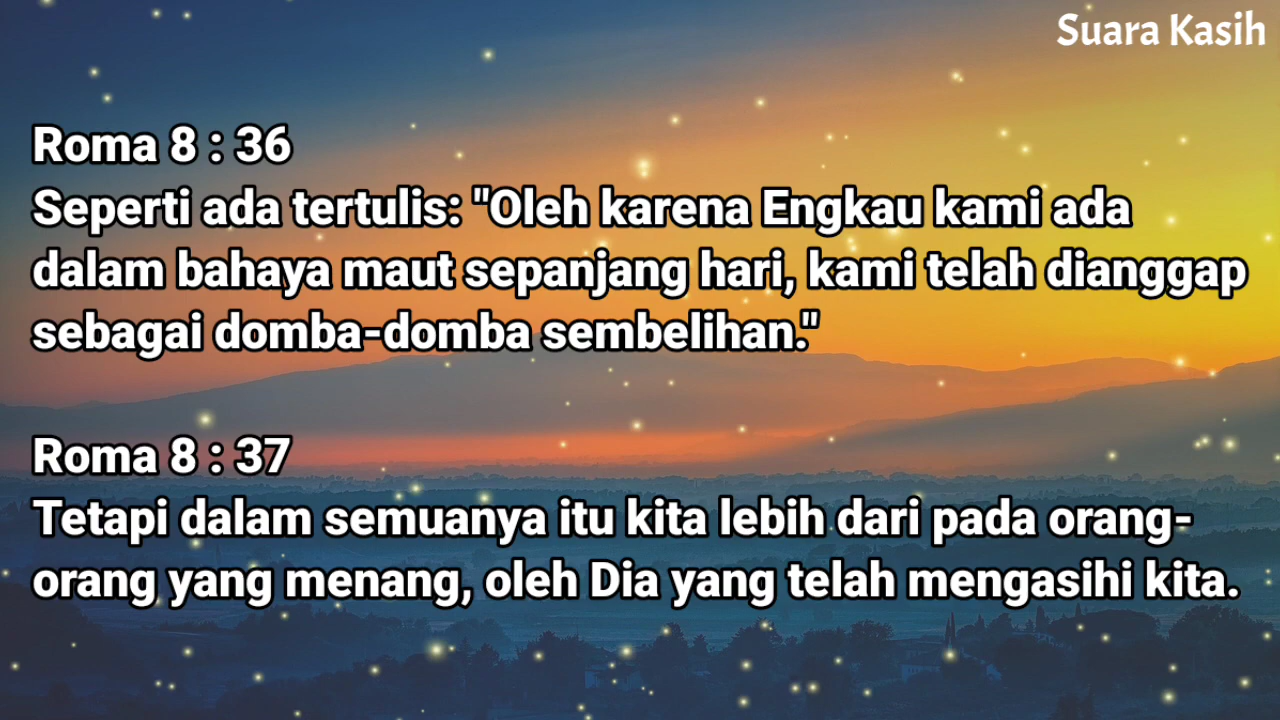 Suara Kasih
Roma 8 : 36
Seperti ada tertulis: "Oleh karena Engkau kami ada
dalam bahaya maut sepanjang hari, kami telah dianggap
sebagai domba-domba sembelihan."
Roma 8 : 37
Tetapi dalam semuanya itu kita lebih dari pada orang-
orang yang menang, oleh Dia yang telah mengasihi kita.